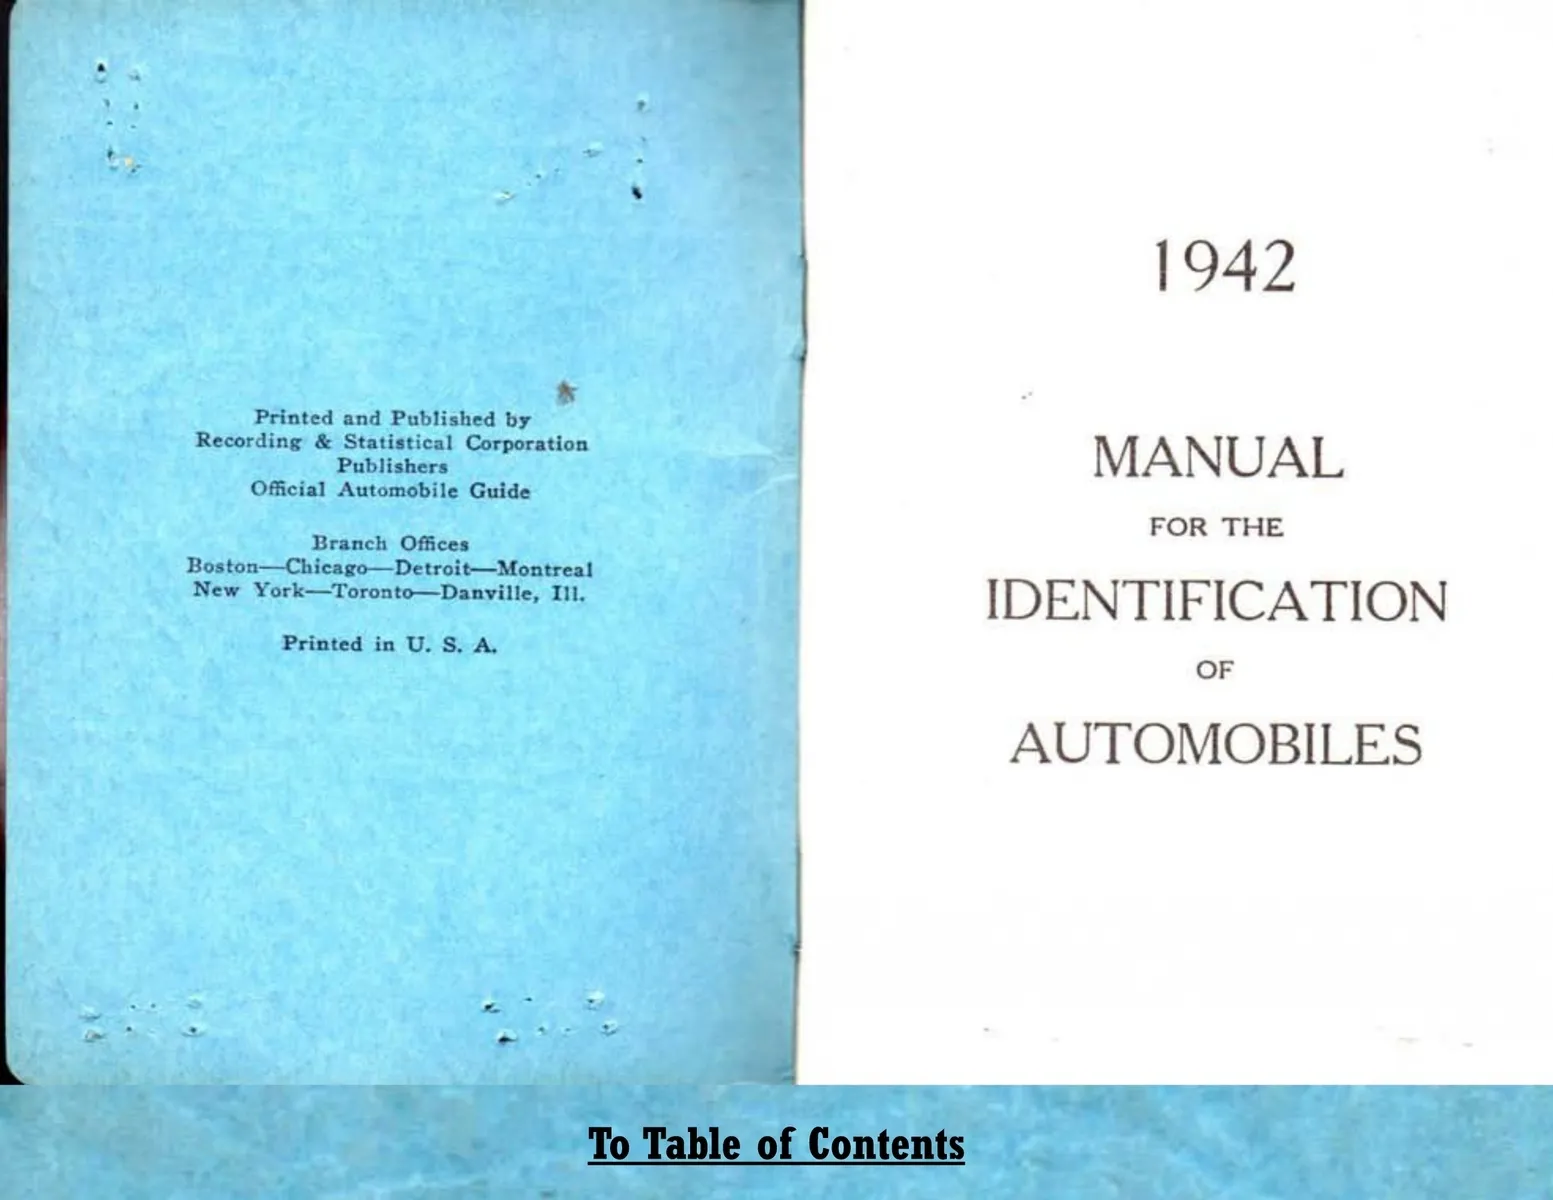 Printed and Published by
Recording & Statistical Corporation
Publishers
Official Automobile Guide
Branch Offices
Boston—Chicago—Detroit—Montreal
New York—Toronto—Danville, Ill.
Printed in U. S. A.
1942
MANUAL
FOR THE
IDENTIFICATION
OF
AUTOMOBILES
To Table of Contents